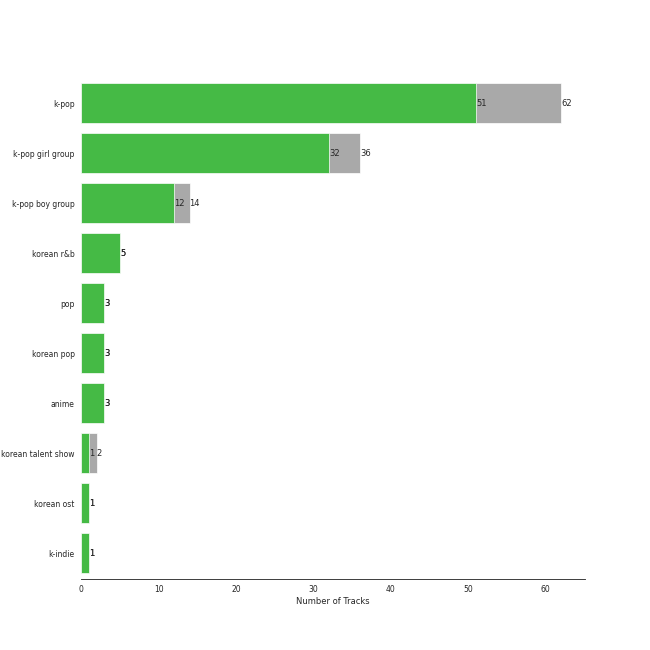 k-pop 51 62
k-pop girl group 32 36
k-pop boy group 12 14
korean r&b 5
pop 3
korean pop 3
anime 3
korean talent show 1 2
korean ost 1
k-indie 1
0 10 20 30 40 50 60
Number of Tracks